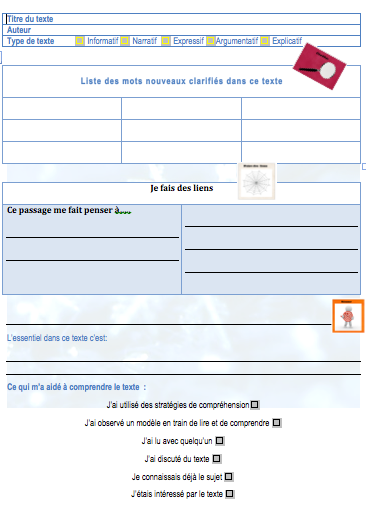 Titre du texte
Auteur
Type de texte Informatif Narratif Expressif Argumentatif Explicatif
Liste des mots nouveaux clarifiés dans ce texte
Je fais des liens
Ce passage me fait penser à....
L'essentiel dans ce texte c'est:
Ce qui m'a aidé à comprendre le texte :
J'ai utilisé des stratégies de compréhension
J'ai observé un modèle en train de lire et de comprendre
J'ai lu avec quelqu'un
J'ai discuté du texte
Je connaissais déjà le sujet
J'étais intéressé par le texte